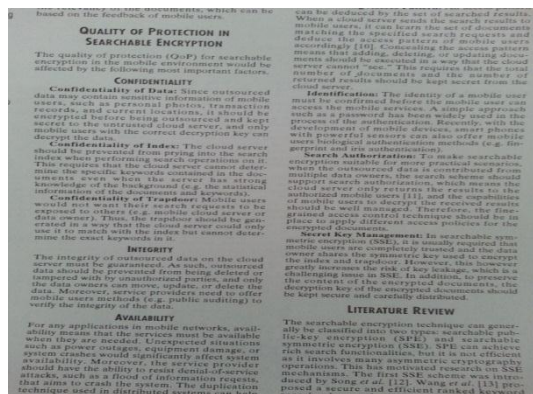 based on the feedback of mobile users.
QUALITY OF PROTECTION IN
SEARCHABLE ENCRYPTION
The quality of protection (QoP) for searchable
encryption in the mobile environment would be
affected by the following most important factors.
CONFIDENTIALITY
Confidentiality of Data: Since outsourced
data may contain sensitive information of mobile
users, such as personal photos, transaction
records, and current locations, it should be
encrypted before being outsourced and kept
secret to the untrusted cloud server, and only
mobile users with the correct decryption key can
decrypt the data.
Confidentiality of Index: The cloud server
should be prevented from prying into the search
index when performing search operations on it.
This requires that the cloud server cannot deter-
mine the specific keywords contained in the doc-
uments even when the server has strong
knowledge of the background (e.g. the statistical
information of the documents and keywords).
Confidentiality of Trapdoor: Mobile users
would not want their search requests to be
exposed to others (e.g. mobile cloud server or
data owner). Thus, the trapdoor should be gen-
erated in a way that the cloud server could only
use it to match with the index but cannot deter-
mine the exact keywords in it.
INTEGRITY
The integrity of outsourced data on the cloud
server must be guaranteed. As such, outsourced
data should be prevented from being deleted or
tampered with by unauthorized parties, and only
the data owners can move, update, or delete the
data. Moreover, service providers need to offer
mobile users methods (e.g. public auditing) to
verify the integrity of the data.
AVAILABILITY
For any applications in mobile networks, avail-
ability means that the services must be available
when they are needed. Unexpected situations
such as power outages, equipment damage, or
system crashes would significantly affect system
availability. Moreover, the service provider
should have the ability to resist denial-of-service
attacks, such as a flood of information reqests,
that aims to crash the system. The duplication
technique used in distributed systems can help
can be deduced by the set of searched results.
When a cloud server sends the search results to
mobile users, it can learn the set of documents
matching the specified search requests and
deduce the access pattern of mobile users
accordingly [10]. Concealing the access pattern
means that adding, deleting, or updating docu-
ments should be executed in a way that the cloud
server cannot "see." This requires that the total
number of documents and the number of
returned results should be kept secret from the
cloud server.
Identification: The identity of a mobile user
must be confirmed before the mobile user can
access the mobile services. A simple approach
such as a password has been widely used in the
process of the authentication. Recently, with the
development of mobile devices, smart phones
with powerful sensors can also offer mobile
users biological authentication methods (e.g. fin-
gerprint and iris authentication).
Search Authorization: To make searchable
encryption suitable for more practical scenarios,
when the outsourced data is contributed from
multiple data owners, the search scheme should
support search authorization, which means the
cloud server only returns the results to the
authorized mobile users [11], and the capabilities
of mobile users to decrypt the received results
should be well managed. Therefore, the fine-
grained access control technique should be in
place to apply different access policies for the
encrypted documents.
Secret Key Management: In searchable sym-
metric encryption (SSE), it is usually required that
mobile users are completely trusted and the data
owner shares the symmetric key used to encrypt
the index and trapdoor. However, this however
greatly increases the risk of key leakage, which is a
challenging issue in SSE. In addition, to preserve
the content of the encrypted documents, the
decryption key of the encrypted documents should
be kept secure and carefully distributed.
LITERATURE REVIEW
The searchable encryption technique can gener-
ally be classified into two types: searchable pub-
lic-key encryption (SPE) and searchable
symmetric encryption (SSE). SPE can achieve
rich search functionalities, but it is not efficient
as it involves many asymmetric cryptography
operations. This has motivated research on SSE
mechanisms. The first SSE scheme was intro-
duced by Song et al. [12]. Wang et al. [13] pro-
posed a secure and efficient ranked keyword